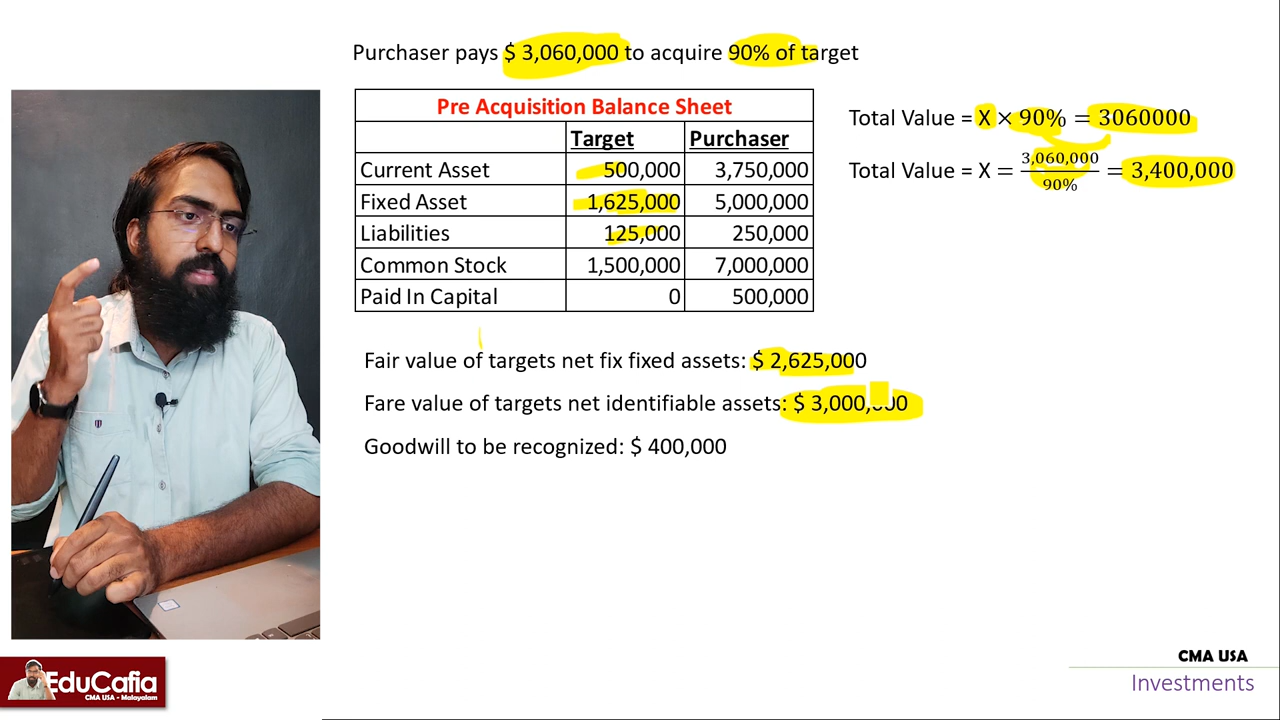 Purchaser pays $ 3,060,000 to acquire 90% of target
Pre Acquisition Balance Sheet
Target Purchaser
Current Asset 500,000 3,750,000
Fixed Asset 1,625,000 5,000,000
Liabilities 125,000 250,000
Common Stock 1,500,000 7,000,000
Paid In Capital 0 500,000
Total Value = X × 90% = 3060000
Total Value = X = 3,060,000 / 90% = 3,400,000
Fair value of targets net fix fixed assets: $ 2,625,000
Fare value of targets net identifiable assets: $ 3,000,000
Goodwill to be recognized: $ 400,000
EduCafia
CMA USA - Malayalam
CMA USA
Investments